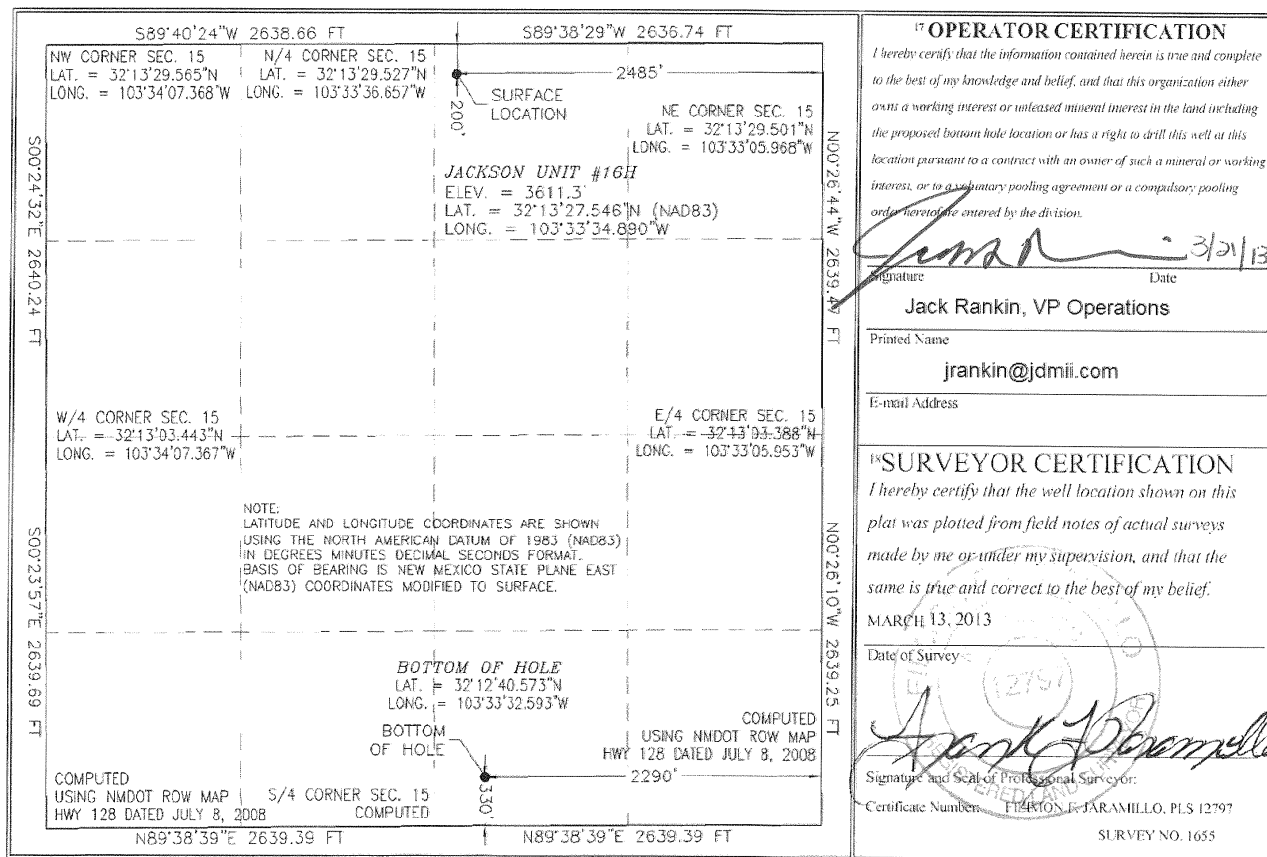 S89°40'24"W 2638.66 FT
S89°38'29"W 2636.74 FT
NW CORNER SEC. 15
LAT. = 32°13'29.565"N
LONG. = 103°34'07.368"W
N/4 CORNER SEC. 15
LAT. = 32°13'29.527"N
LONG. = 103°33'36.657"W
2485'
SURFACE
LOCATION
200'
NE CORNER SEC. 15
LAT. = 32°13'29.501"N
LONG. = 103°33'05.968"W
JACKSON UNIT #16H
ELEV. = 3611.3'
LAT. = 32°13'27.546"N (NAD83)
LONG. = 103°33'34.890"W
S00°24'32"E 2640.24 FT
N00°26'44"W 2639.47 FT
W/4 CORNER SEC. 15
LAT. = 32°13'03.443"N
LONG. = 103°34'07.367"W
E/4 CORNER SEC. 15
LAT. = 32°13'03.388"N
LONG. = 103°33'05.953"W
NOTE:
LATITUDE AND LONGITUDE COORDINATES ARE SHOWN
USING THE NORTH AMERICAN DATUM OF 1983 (NAD83)
IN DEGREES MINUTES DECIMAL SECONDS FORMAT.
BASIS OF BEARING IS NEW MEXICO STATE PLANE EAST
(NAD83) COORDINATES MODIFIED TO SURFACE.
S00°23'57"E 2639.69 FT
N00°26'10"W 2639.25 FT
BOTTOM OF HOLE
LAT. = 32°12'40.573"N
LONG. = 103°33'32.593"W
BOTTOM
OF HOLE
COMPUTED
USING NMDOT ROW MAP
HWY 128 DATED JULY 8, 2008
2290'
330'
COMPUTED
USING NMDOT ROW MAP
HWY 128 DATED JULY 8, 2008
S/4 CORNER SEC. 15
COMPUTED
N89°38'39"E 2639.39 FT
N89°38'39"E 2639.39 FT
17 OPERATOR CERTIFICATION
I hereby certify that the information contained herein is true and complete
to the best of my knowledge and belief, and that this organization either
owns a working interest or unleased mineral interest in the land including
the proposed bottom hole location or has a right to drill this well at this
location pursuant to a contract with an owner of such a mineral or working
interest, or to a voluntary pooling agreement or a compulsory pooling
order heretofore entered by the division.
3/21/13
Signature Date
Jack Rankin, VP Operations
Printed Name
jrankin@jdmii.com
E-mail Address
18 SURVEYOR CERTIFICATION
I hereby certify that the well location shown on this
plat was plotted from field notes of actual surveys
made by me or under my supervision, and that the
same is true and correct to the best of my belief.
MARCH 13, 2013
Date of Survey
12797
Signature and Seal of Professional Surveyor:
Certificate Number: JARAMILLO, PLS 12797
SURVEY NO. 1655